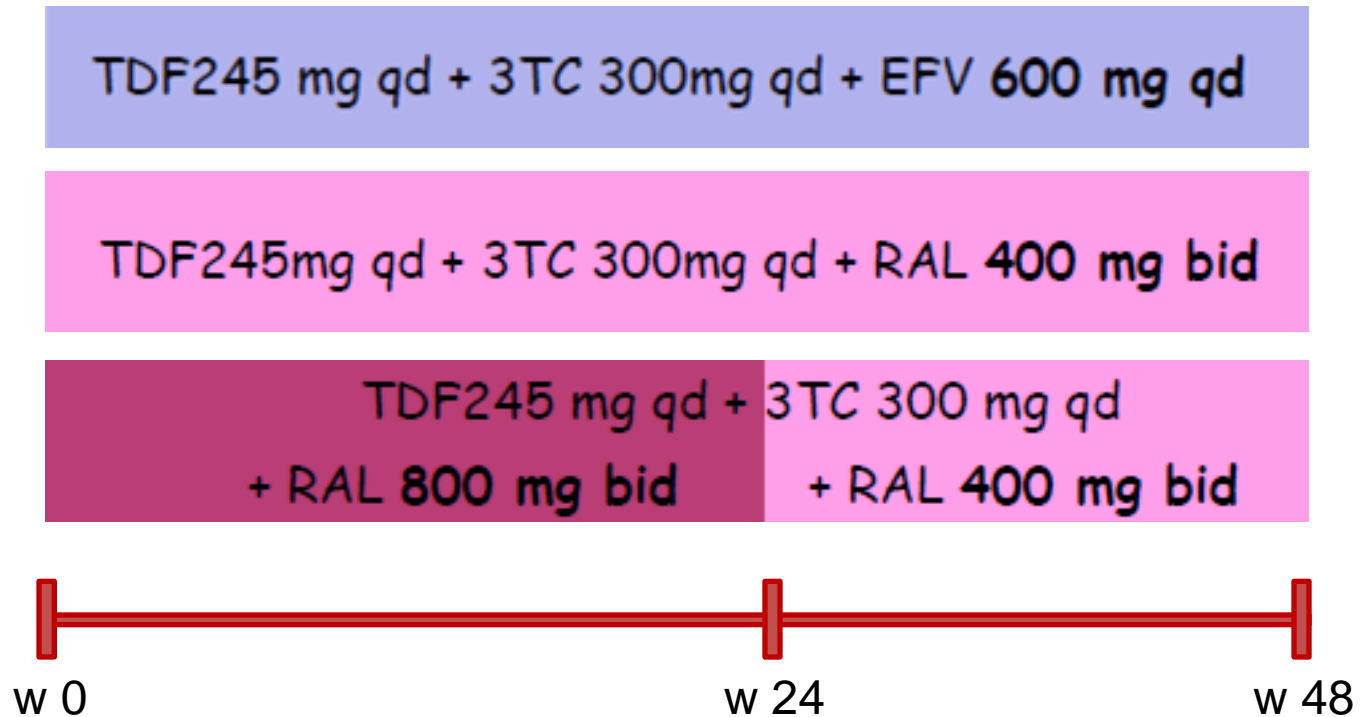 TDF245 mg qd + 3TC 300mg qd + EFV 600 mg qd
TDF245mg qd + 3TC 300mg qd + RAL 400 mg bid
TDF245 mg qd + 3TC 300 mg qd
+ RAL 800 mg bid + RAL 400 mg bid
w 0 w 24 w 48